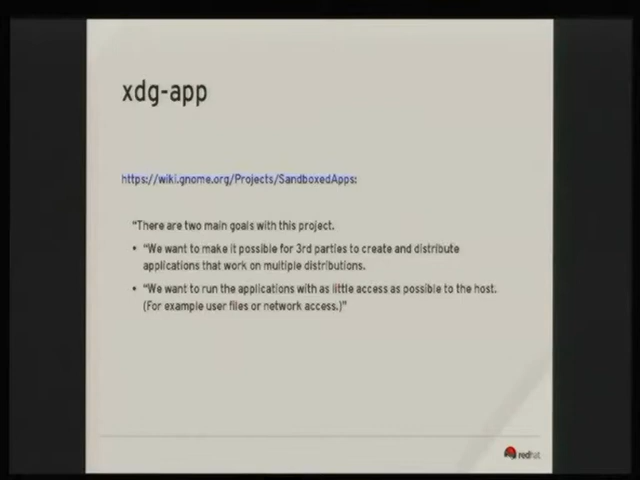 xdg-app
https://wiki.gnome.org/Projects/SandboxedApps:
"There are two main goals with this project.
• "We want to make it possible for 3rd parties to create and distribute
applications that work on multiple distributions.
• "We want to run the applications with as little access as possible to the host.
(For example user files or network access.)"
redhat